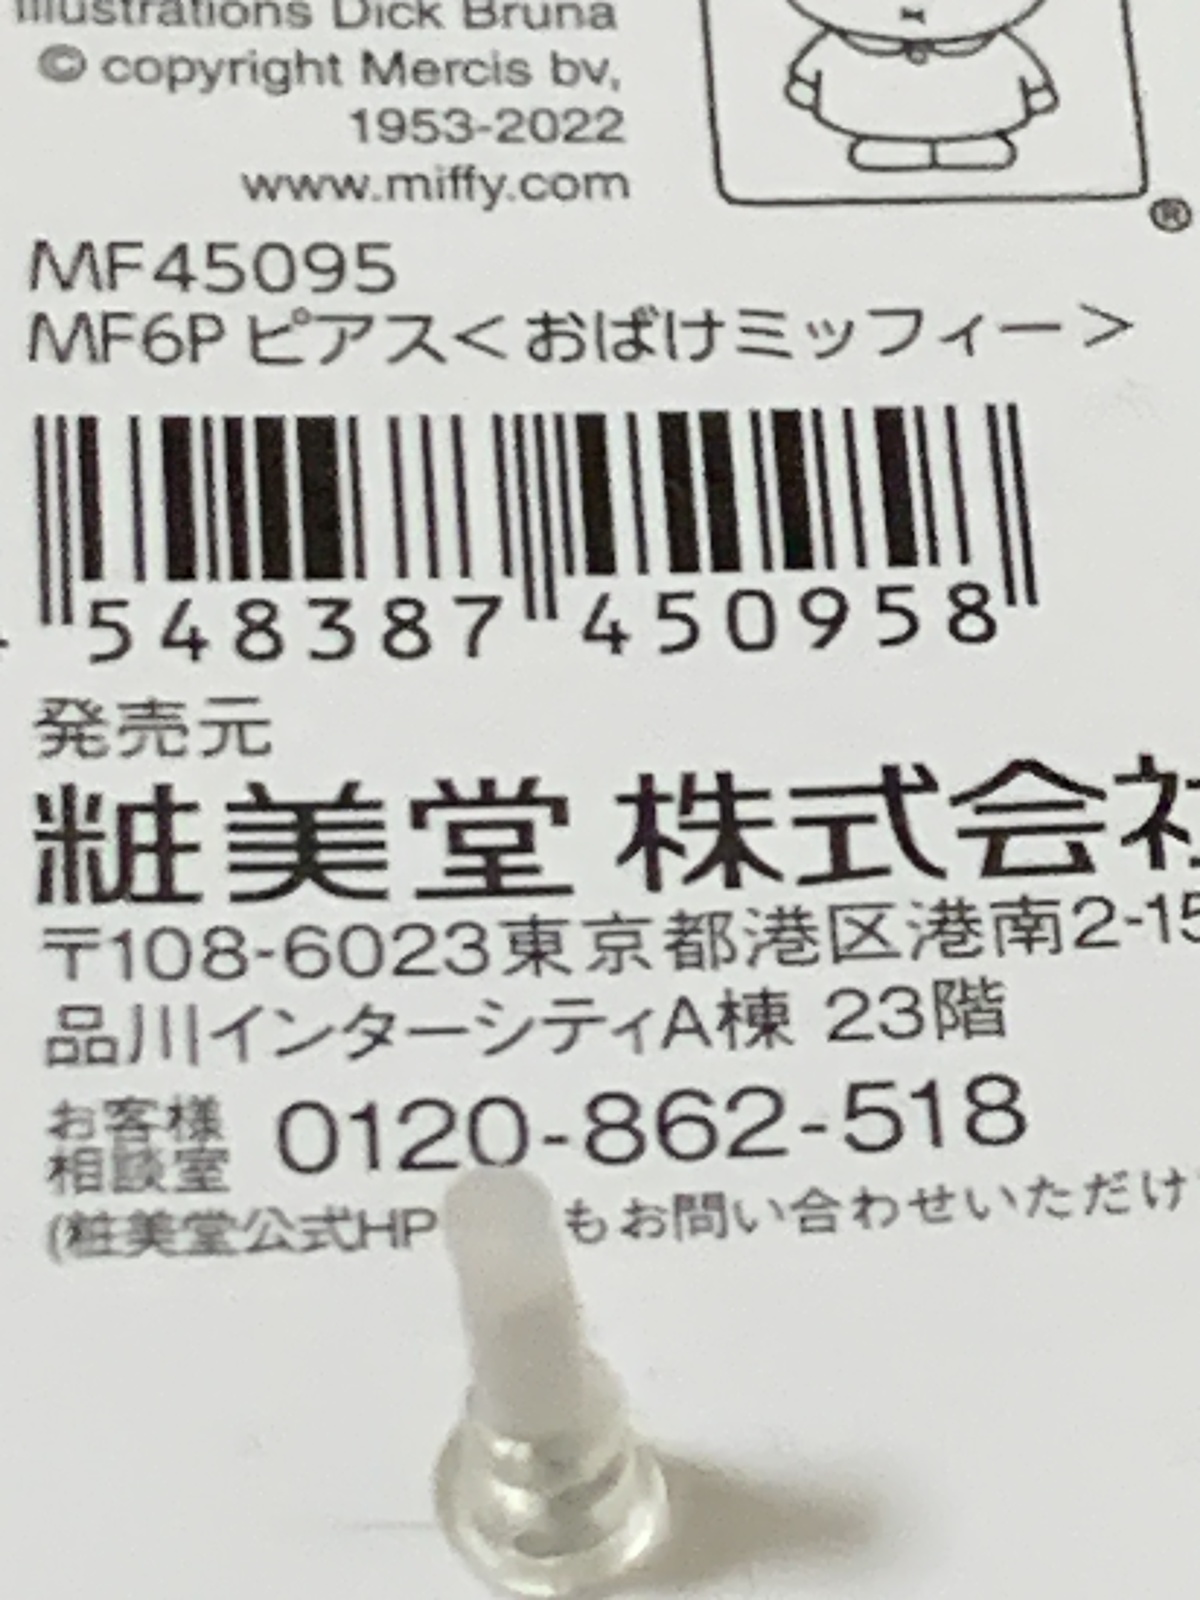 Illustrations Dick Bruna
© copyright Mercis bv,
1953-2022
www.miffy.com
®
MF45095
MF6P ピアス＜おばけミッフィー＞
548387 450958
発売元
粧美堂 株式会社
〒108-6023東京都港区港南2-15
品川インターシティA棟 23階
お客様
相談室 0120-862-518
(粧美堂公式HP もお問い合わせいただけ